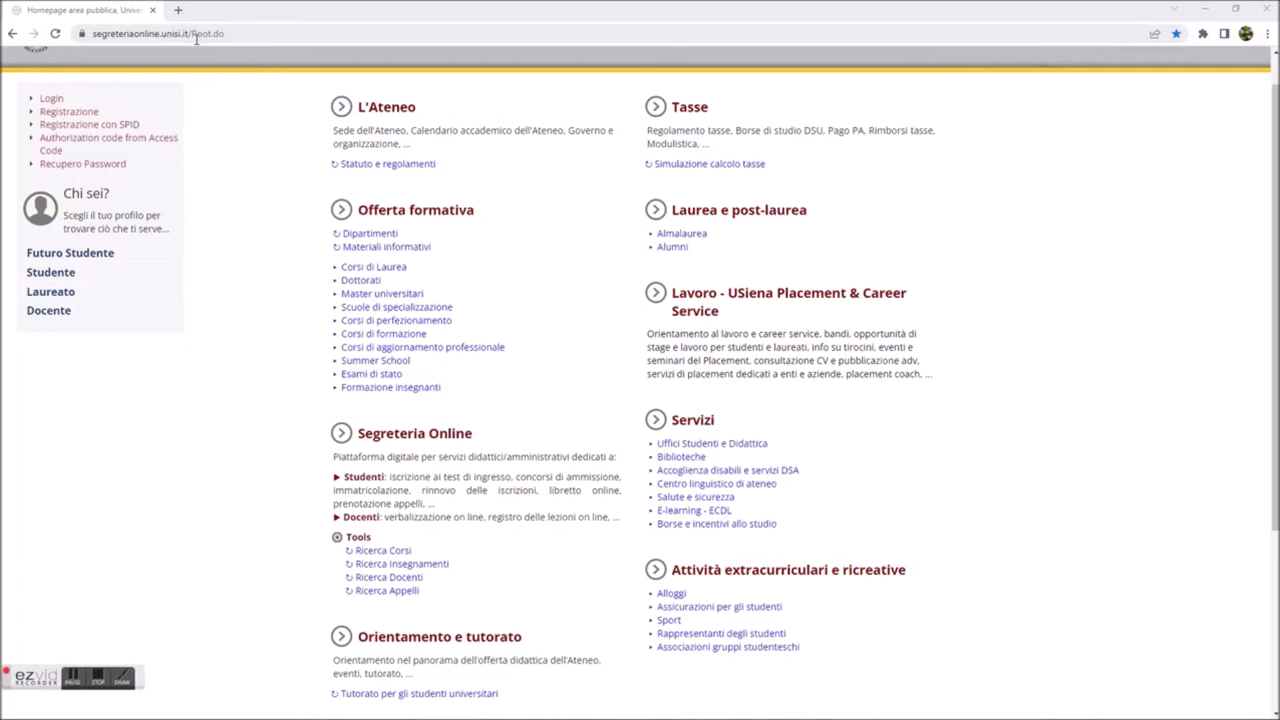 Homepage area pubblica, Unive
segreteriaonline.unisi.it/Root.do
Login
Registrazione
Registrazione con SPID
Authorization code from Access
Code
Recupero Password
Chi sei?
Scegli il tuo profilo per
trovare ciò che ti serve...
Futuro Studente
Studente
Laureato
Docente
L'Ateneo
Sede dell'Ateneo, Calendario accademico dell'Ateneo, Governo e
organizzazione, ...
Statuto e regolamenti
Offerta formativa
Dipartimenti
Materiali informativi
Corsi di Laurea
Dottorati
Master universitari
Scuole di specializzazione
Corsi di perfezionamento
Corsi di formazione
Corsi di aggiornamento professionale
Summer School
Esami di stato
Formazione insegnanti
Segreteria Online
Piattaforma digitale per servizi didattici/amministrativi dedicati a:
Studenti: iscrizione ai test di ingresso, concorsi di ammissione,
immatricolazione, rinnovo delle iscrizioni, libretto online,
prenotazione appelli, ...
Docenti: verbalizzazione on line, registro delle lezioni on line, ...
Tools
Ricerca Corsi
Ricerca Insegnamenti
Ricerca Docenti
Ricerca Appelli
Orientamento e tutorato
Orientamento nel panorama dell'offerta didattica dell'Ateneo,
eventi, tutorato, ...
Tutorato per gli studenti universitari
Tasse
Regolamento tasse, Borse di studio DSU, Pago PA, Rimborsi tasse,
Modulistica, ...
Simulazione calcolo tasse
Laurea e post-laurea
Almalaurea
Alumni
Lavoro - USiena Placement & Career
Service
Orientamento al lavoro e career service, bandi, opportunità di
stage e lavoro per studenti e laureati, info su tirocini, eventi e
seminari del Placement, consultazione CV e pubblicazione adv,
servizi di placement dedicati a enti e aziende, placement coach, ...
Servizi
Uffici Studenti e Didattica
Biblioteche
Accoglienza disabili e servizi DSA
Centro linguistico di ateneo
Salute e sicurezza
E-learning - ECDL
Borse e incentivi allo studio
Attività extracurriculari e ricreative
Alloggi
Assicurazioni per gli studenti
Sport
Rappresentanti degli studenti
Associazioni gruppi studenteschi
ezvid
RECORDER
PAUSE
STOP
DRAW